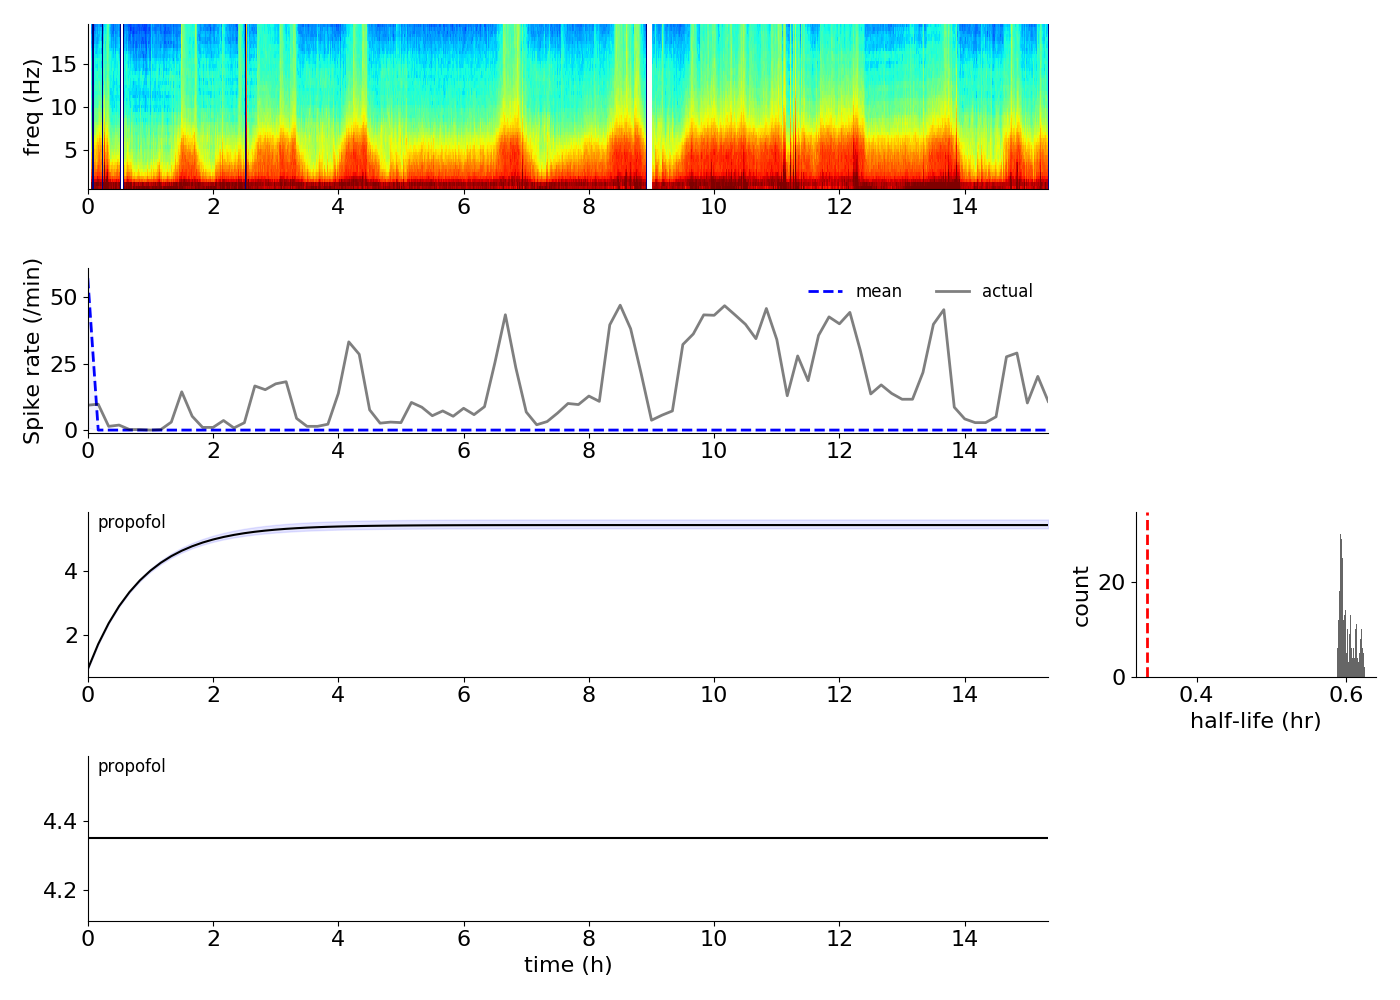 freq (Hz)
15
10
5
0 2 4 6 8 10 12 14
Spike rate (/min)
50
25
0
mean actual
0 2 4 6 8 10 12 14
propofol
4
2
0 2 4 6 8 10 12 14
count
20
0
0.4 0.6
half-life (hr)
propofol
4.4
4.2
0 2 4 6 8 10 12 14
time (h)